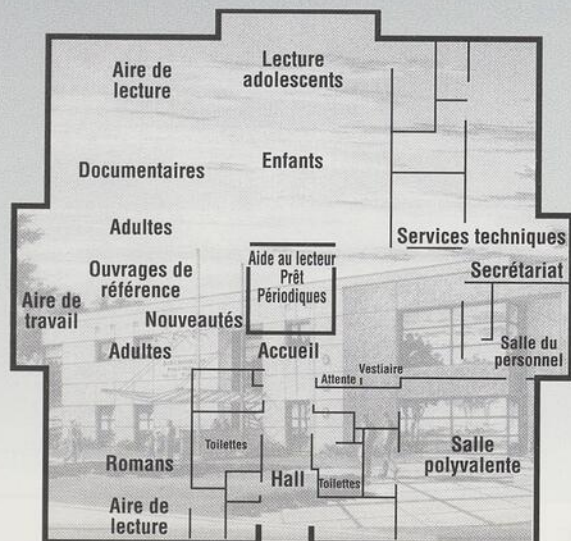 Aire de
lecture
Lecture
adolescents
Documentaires
Enfants
Adultes
Services techniques
Aide au lecteur
Prêt
Périodiques
Ouvrages de
référence
Secrétariat
Aire de
travail
Nouveautés
Adultes
Accueil
Salle du
personnel
Vestiaire
Attente
Toilettes
Romans
Salle
polyvalente
Hall
Toilettes
Aire de
lecture